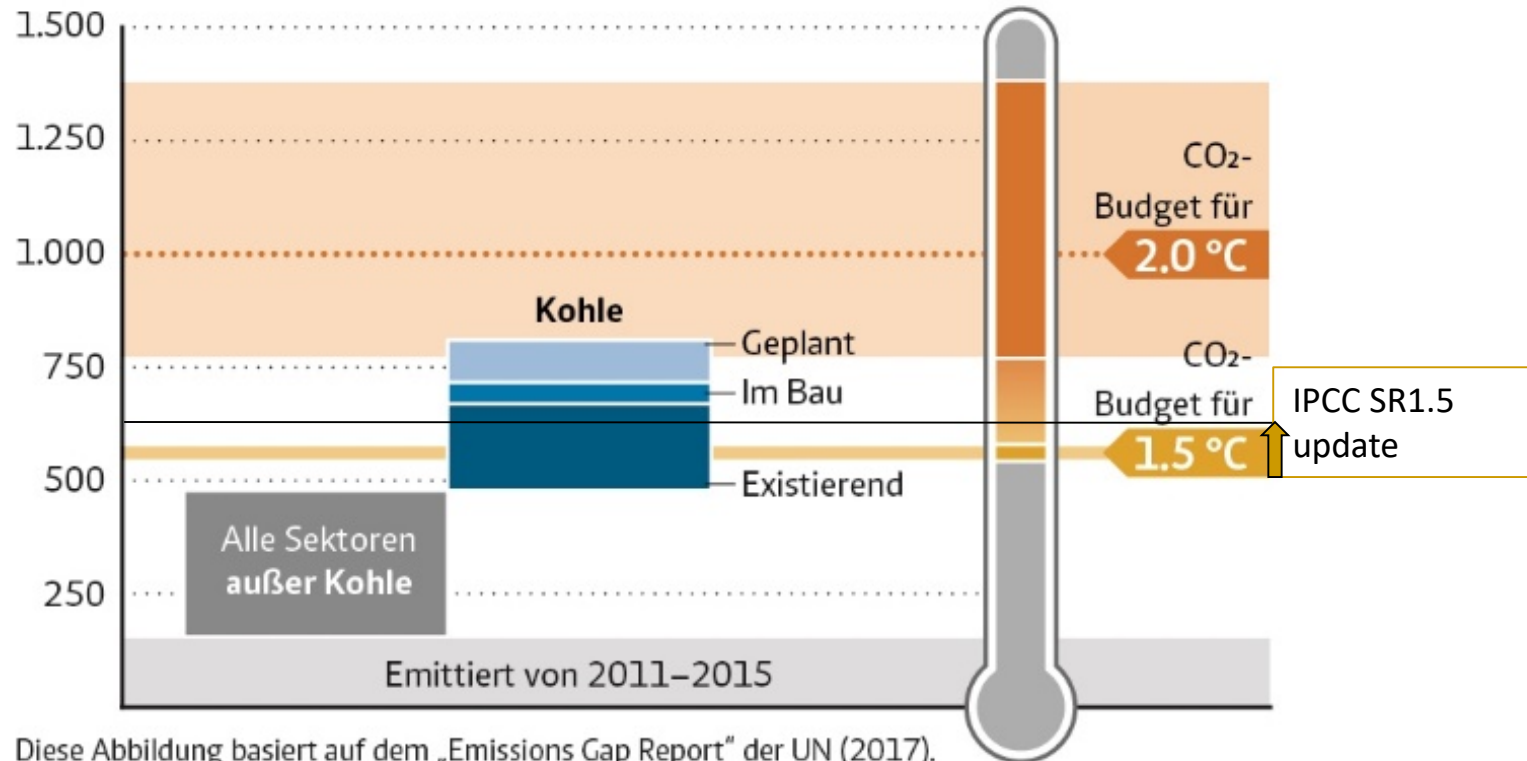 1.500
1.250
1.000
750
500
250
CO₂-
Budget für
2.0 °C
Kohle
Geplant
Im Bau
Existierend
CO₂-
Budget für
1.5 °C
IPCC SR1.5
update
Alle Sektoren
außer Kohle
Emittiert von 2011–2015
Diese Abbildung basiert auf dem „Emissions Gap Report“ der UN (2017).